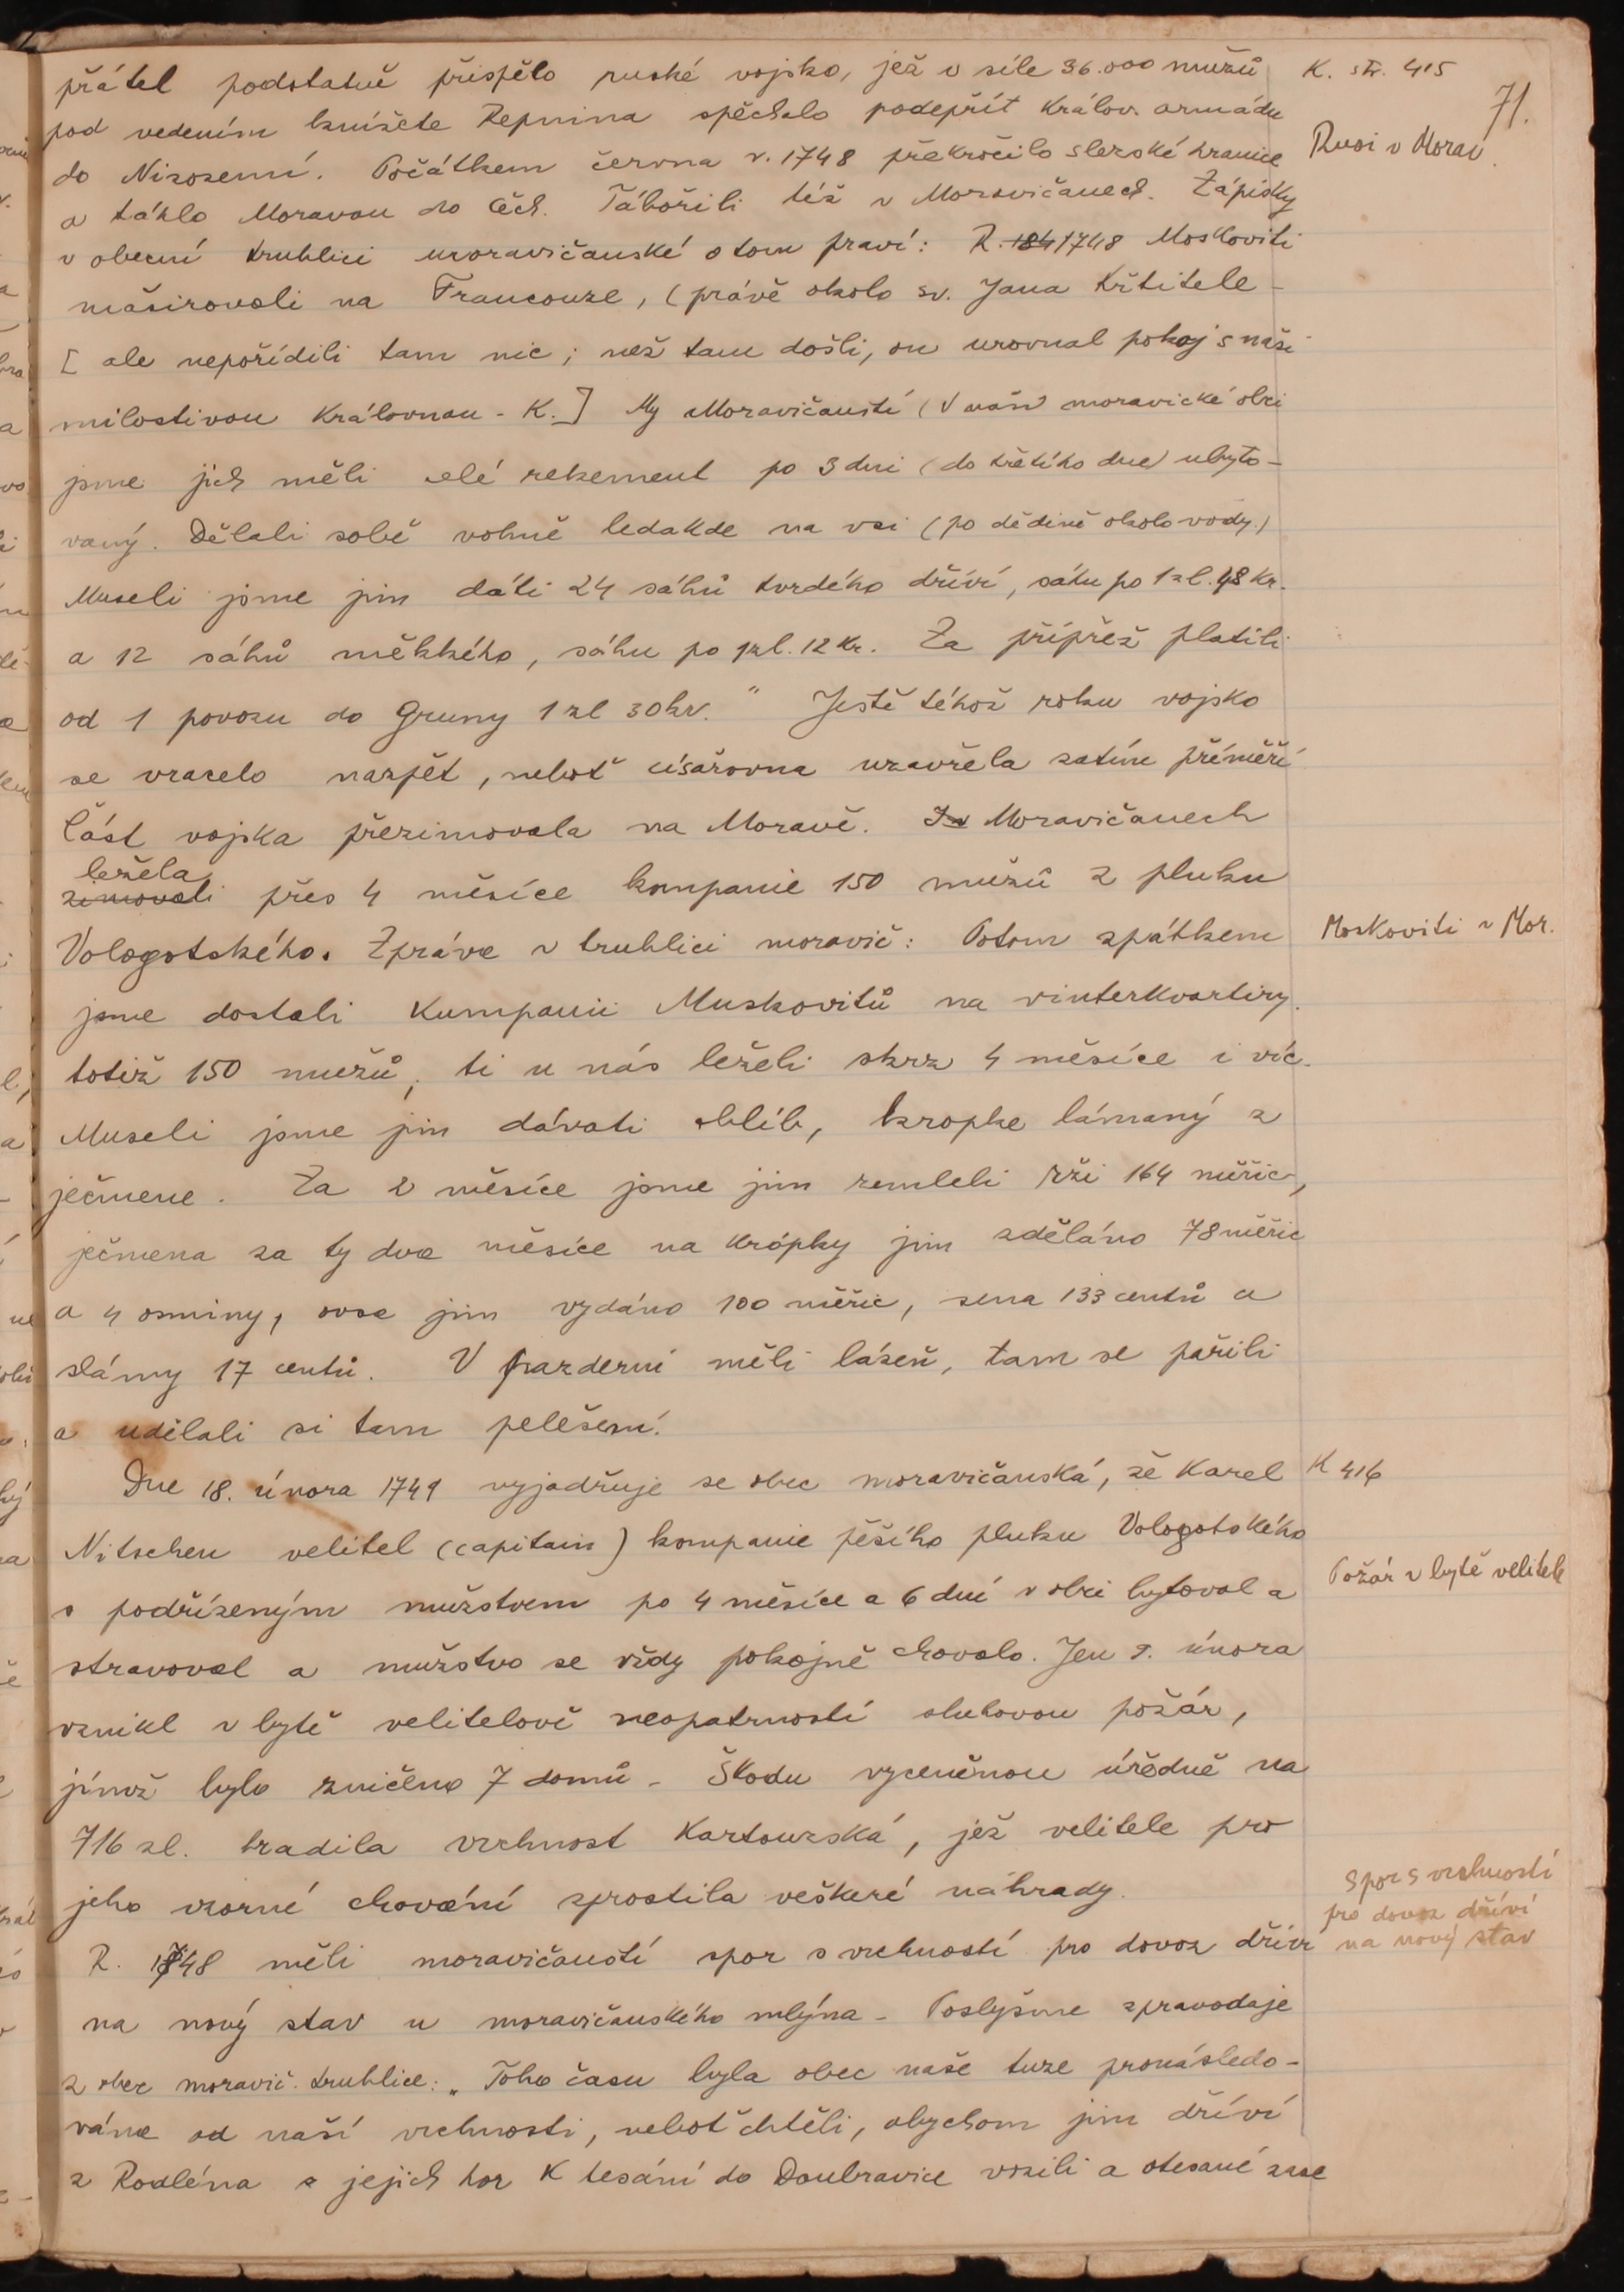 přátel podstatně přispělo ruské vojsko, jež v síle 36.000 mužů
K. str. 415
71.
pod vedením knížete Repnina spěchalo podepřít králov. armádu
Rusi v Morav.
do Nizozemí. Počátkem června r. 1748 překročilo slezské hranice
a táhlo Moravou do Čech. Tábořili též v Moravičanech. Zápisky
v obecní truhlici moravičanské o tom praví: R. 184 1748 Moskoviti
mašírovali na Francouze, (právě okolo sv. Jana Křtitele -
[ ale nepořídili tam nic; než tam došli, on urovnal pokoj s naší
milostivou Královnou - K.] My Moravičanští (V naší moravické obci
jsme jich měli celé rekement po 3 dni (do třetího dne) ubyto-
vaný. Dělali sobě vohně ledakde na vsi (po dědině okolo vody.)
Museli jsme jim dáti 24 sáhů tvrdého dříví, sáhu po 1 zl. 48 kr.
a 12 sáhů měkkého, sáhu po 1 zl. 12 kr. Za přípřež platili
od 1 povozu do Gruny 1 zl 30 kr." Ještě téhož roku vojsko
se vracelo nazpět, neboť císařovna uzavřela zatím příměří
Část vojska přezimovala na Moravě. I v Moravičanech
ležela
zimovali přes 4 měsíce kompanie 150 mužů z pluku
Vologotského. Zpráva v truhlici moravič: Potom zpátkem
Moskoviti v Mor.
jsme dostali Kumpanii Muskovitů na vinterkvartiry.
totiž 150 mužů, ti u nás leželi skrz 4 měsíce i víc.
Museli jsme jim dávati chlíb, kropke lámaný z
ječmene. Za 2 měsíce jsme jim zemleli rži 164 měřic,
ječmena za ty dva měsíce na krópky jim zděláno 78 měřic
a 4 osminy, ovsa jim vydáno 100 měřic, sena 133 centů a
slámy 17 centů. V pazderni měli lázeň, tam se pařili
a udělali si tam pelešení.
Dne 18. února 1749 vyjadřuje se obec moravičanská, že Karel
K 416
Nitschen velitel (capitain) kompanie pěšího pluku Vologotského
Požár v bytě velitele
s podřízeným mužstvem po 4 měsíce a 6 dní v obci bytoval a
stravoval a mužstvo se vždy pokojně chovalo. Jen 9. února
vznikl v bytě velitelově neopatrností sluhovou požár,
jímž bylo zničeno 7 domů - Škodu vyceněnou úředně na
716 zl. hradila vrchnost Kartouzská, jež velitele pro
jeho vzorné chování zprostila veškeré náhrady.
Spor s vrchností
pro dovoz dříví
na nový stav
R. 1748 měli moravičanští spor s vrchností pro dovoz dříví
na nový stav u moravičanského mlýna - Poslyšme zpravodaje
z obec moravič. truhlice: „Toho času byla obec naše tuze pronásledo-
vána od naší vrchnosti, neboť chtěli, abychom jim dříví
z Rodléna z jejich hor k tesání do Doubravice vozili a otesané zase